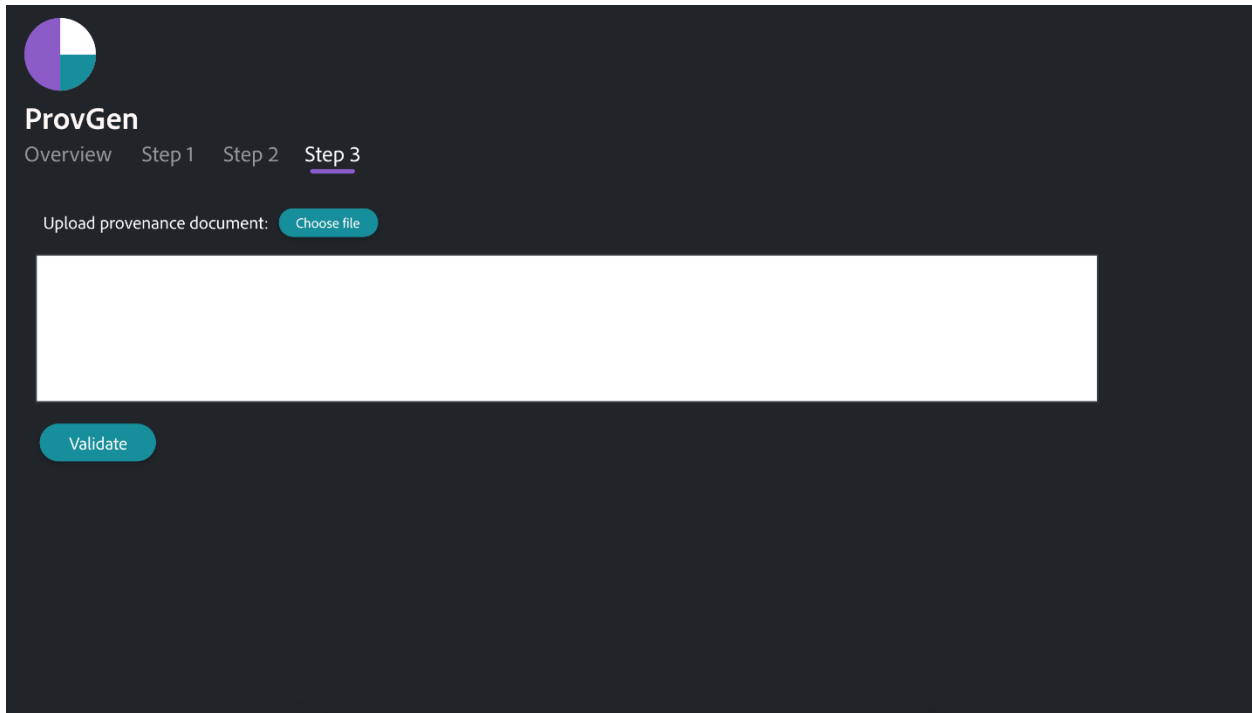 ProvGen
Overview Step 1 Step 2 Step 3
Upload provenance document: Choose file
Validate